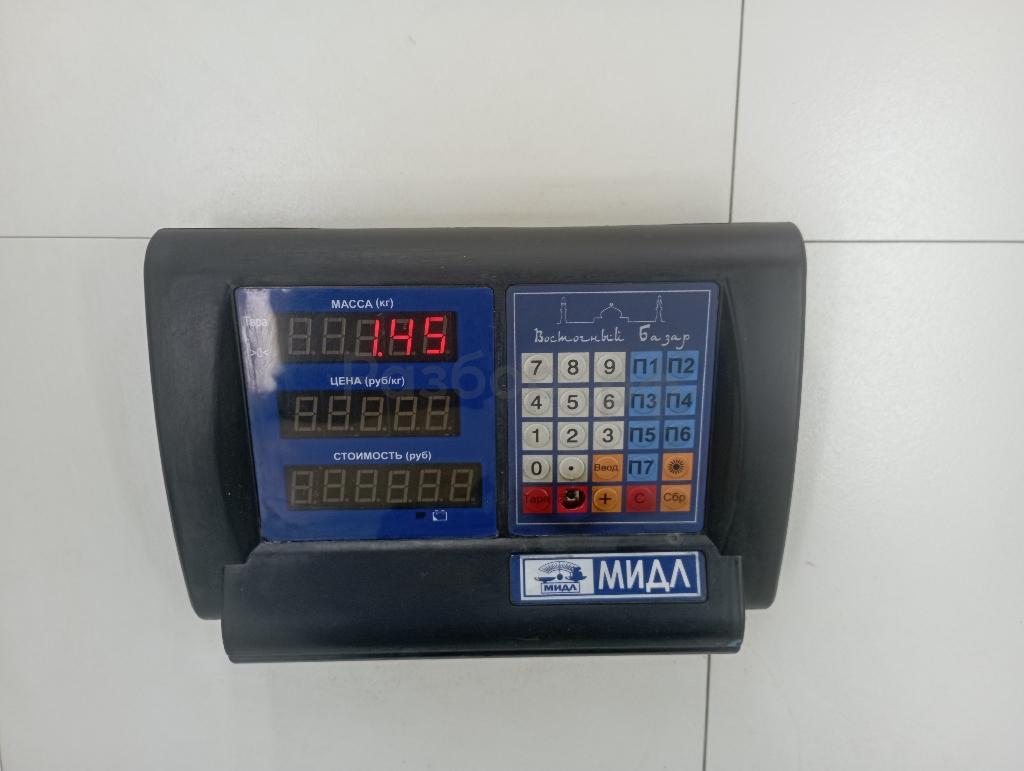 МАССА (кг)
Тара
1.45
>0<
ЦЕНА (руб/кг)
СТОИМОСТЬ (руб)
Восточный Базар
7 8 9 П1 П2
4 5 6 П3 П4
1 2 3 П5 П6
0 . Ввод П7
Тара + С Сбр
МИДЛ
МИДЛ